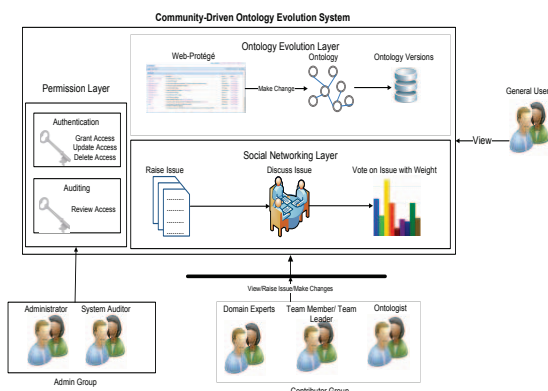 Community-Driven Ontology Evolution System
Ontology Evolution Layer
Web-Protégé
Ontology
Ontology Versions
Make Change
Permission Layer
Authentication
Grant Access
Update Access
Delete Access
Auditing
Review Access
Social Networking Layer
Raise Issue
Discuss Issue
Vote on Issue with Weight
General User
View
View/Raise Issue/Make Changes
Administrator
System Auditor
Admin Group
Domain Experts
Team Member/ Team
Leader
Ontologist
Contributor Group